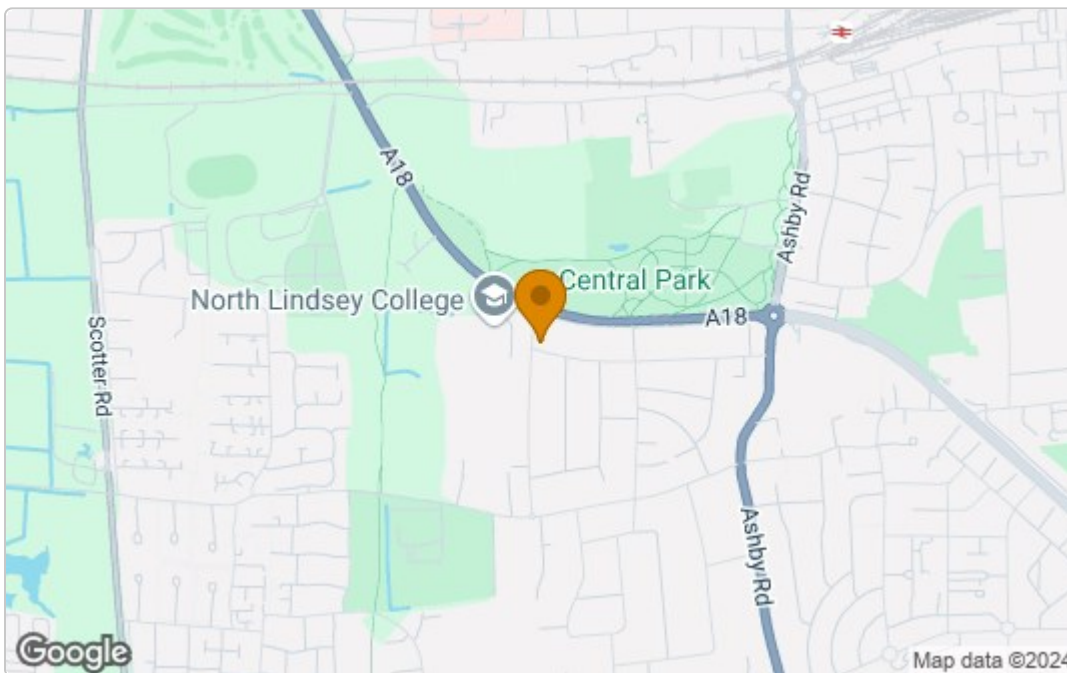 A18
Ashby Rd
Central Park
North Lindsey College
A18
Scotter Rd
Ashby Rd
Google
Map data ©2024